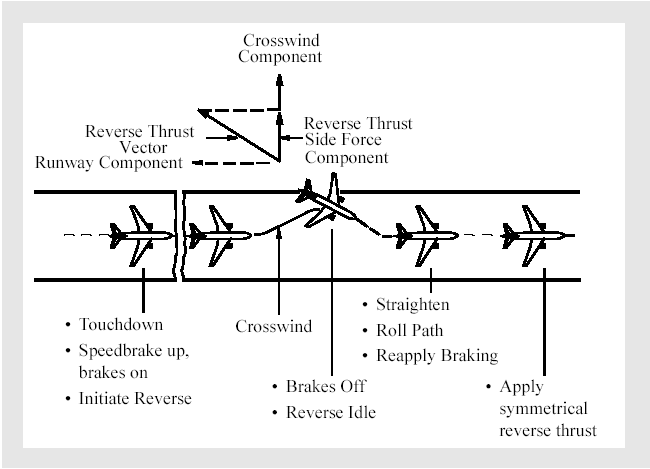 Crosswind
Component
Reverse Thrust
Vector
Runway Component
Reverse Thrust
Side Force
Component
• Touchdown
• Speedbrake up,
brakes on
• Initiate Reverse
Crosswind
• Brakes Off
• Reverse Idle
• Straighten
• Roll Path
• Reapply Braking
• Apply
symmetrical
reverse thrust